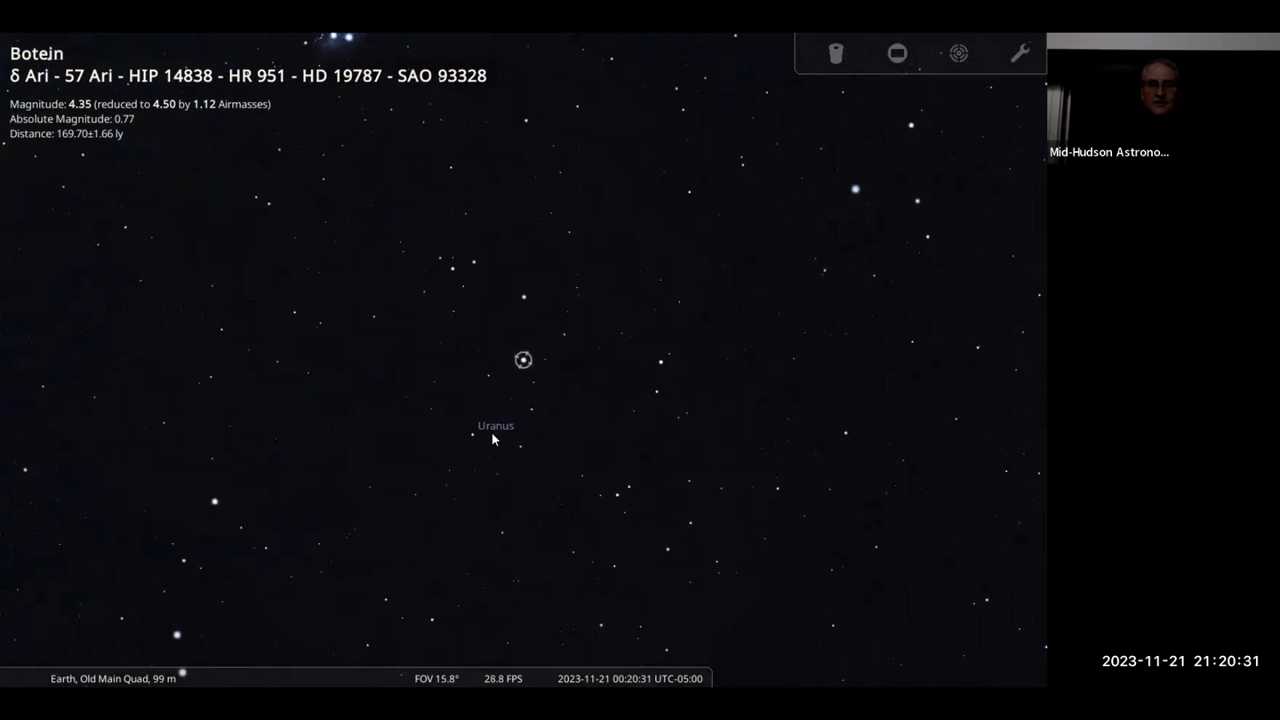 Botein
δ Ari - 57 Ari - HIP 14838 - HR 951 - HD 19787 - SAO 93328
Magnitude: 4.35 (reduced to 4.50 by 1.12 Airmasses)
Absolute Magnitude: 0.77
Distance: 169.70±1.66 ly
Mid-Hudson Astrono...
Uranus
2023-11-21 21:20:31
Earth, Old Main Quad, 99 m
FOV 15.8°
28.8 FPS
2023-11-21 00:20:31 UTC-05:00